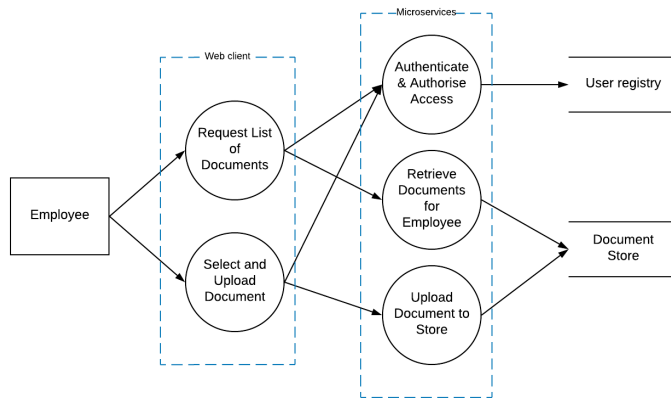 Microservices
Web client
Authenticate
& Authorise
Access
User registry
Request List
of
Documents
Retrieve
Documents
for
Employee
Employee
Document
Store
Select and
Upload
Document
Upload
Document to
Store